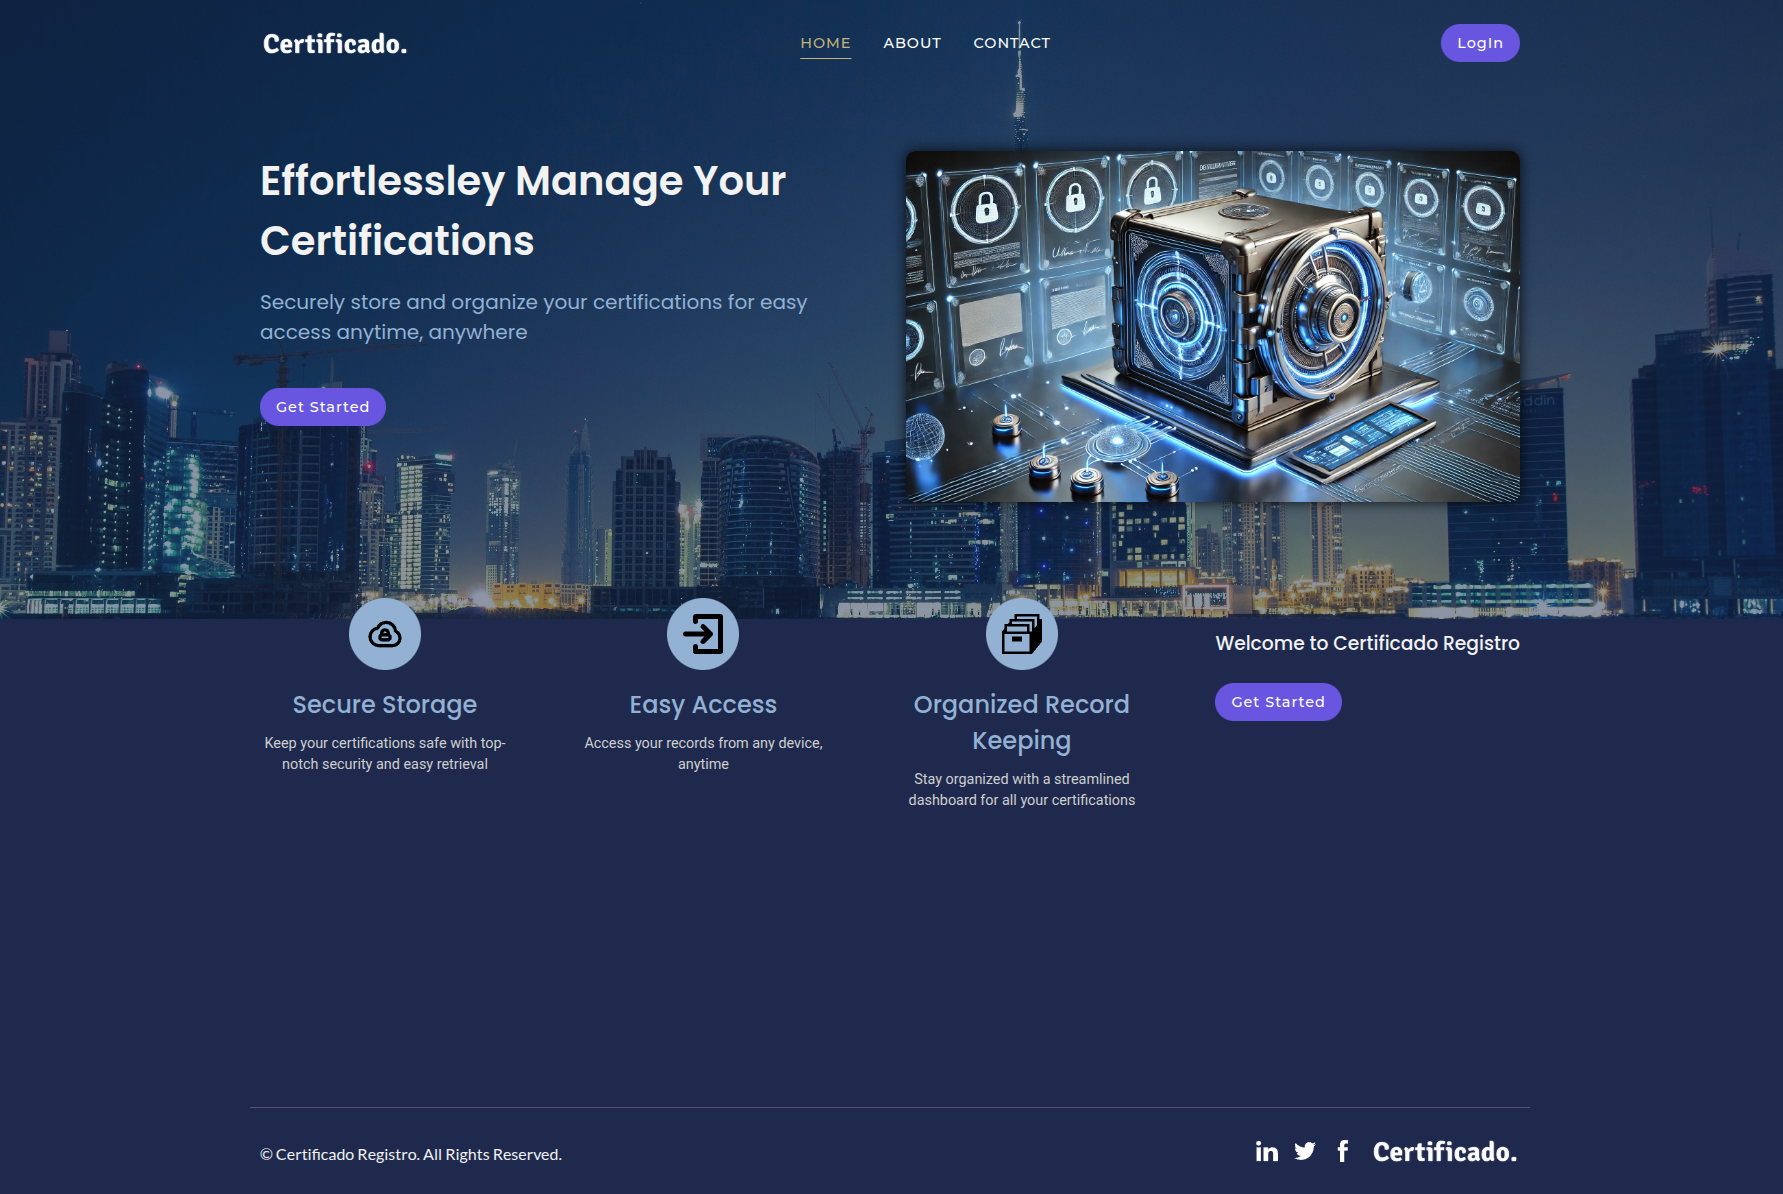 Certificado.
HOME
ABOUT
CONTACT
LogIn
Effortlessley Manage Your
Certifications
Securely store and organize your certifications for easy
access anytime, anywhere
Get Started
Secure Storage
Keep your certifications safe with top-
notch security and easy retrieval
Easy Access
Access your records from any device,
anytime
Organized Record
Keeping
Stay organized with a streamlined
dashboard for all your certifications
Welcome to Certificado Registro
Get Started
© Certificado Registro. All Rights Reserved.
Certificado.